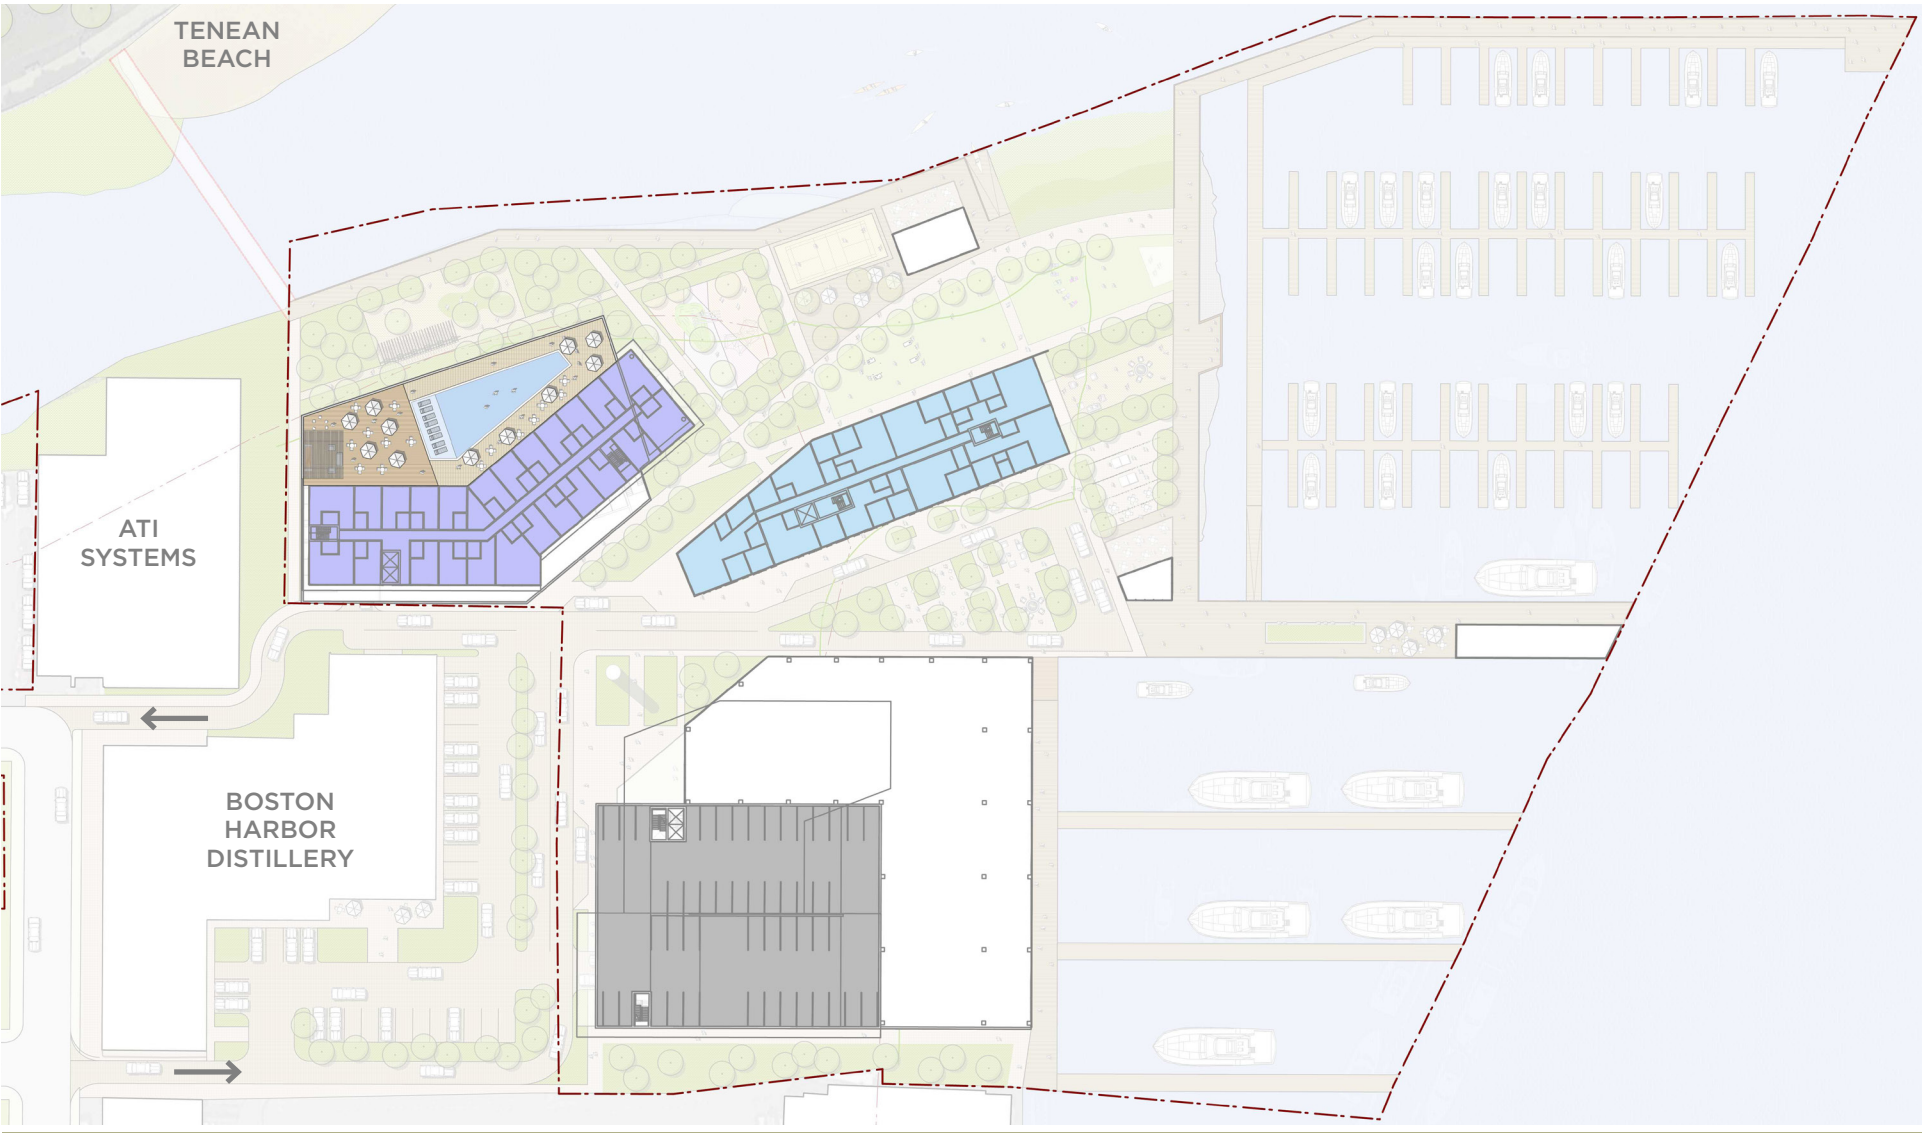 TENEAN
BEACH
ATI
SYSTEMS
BOSTON
HARBOR
DISTILLERY